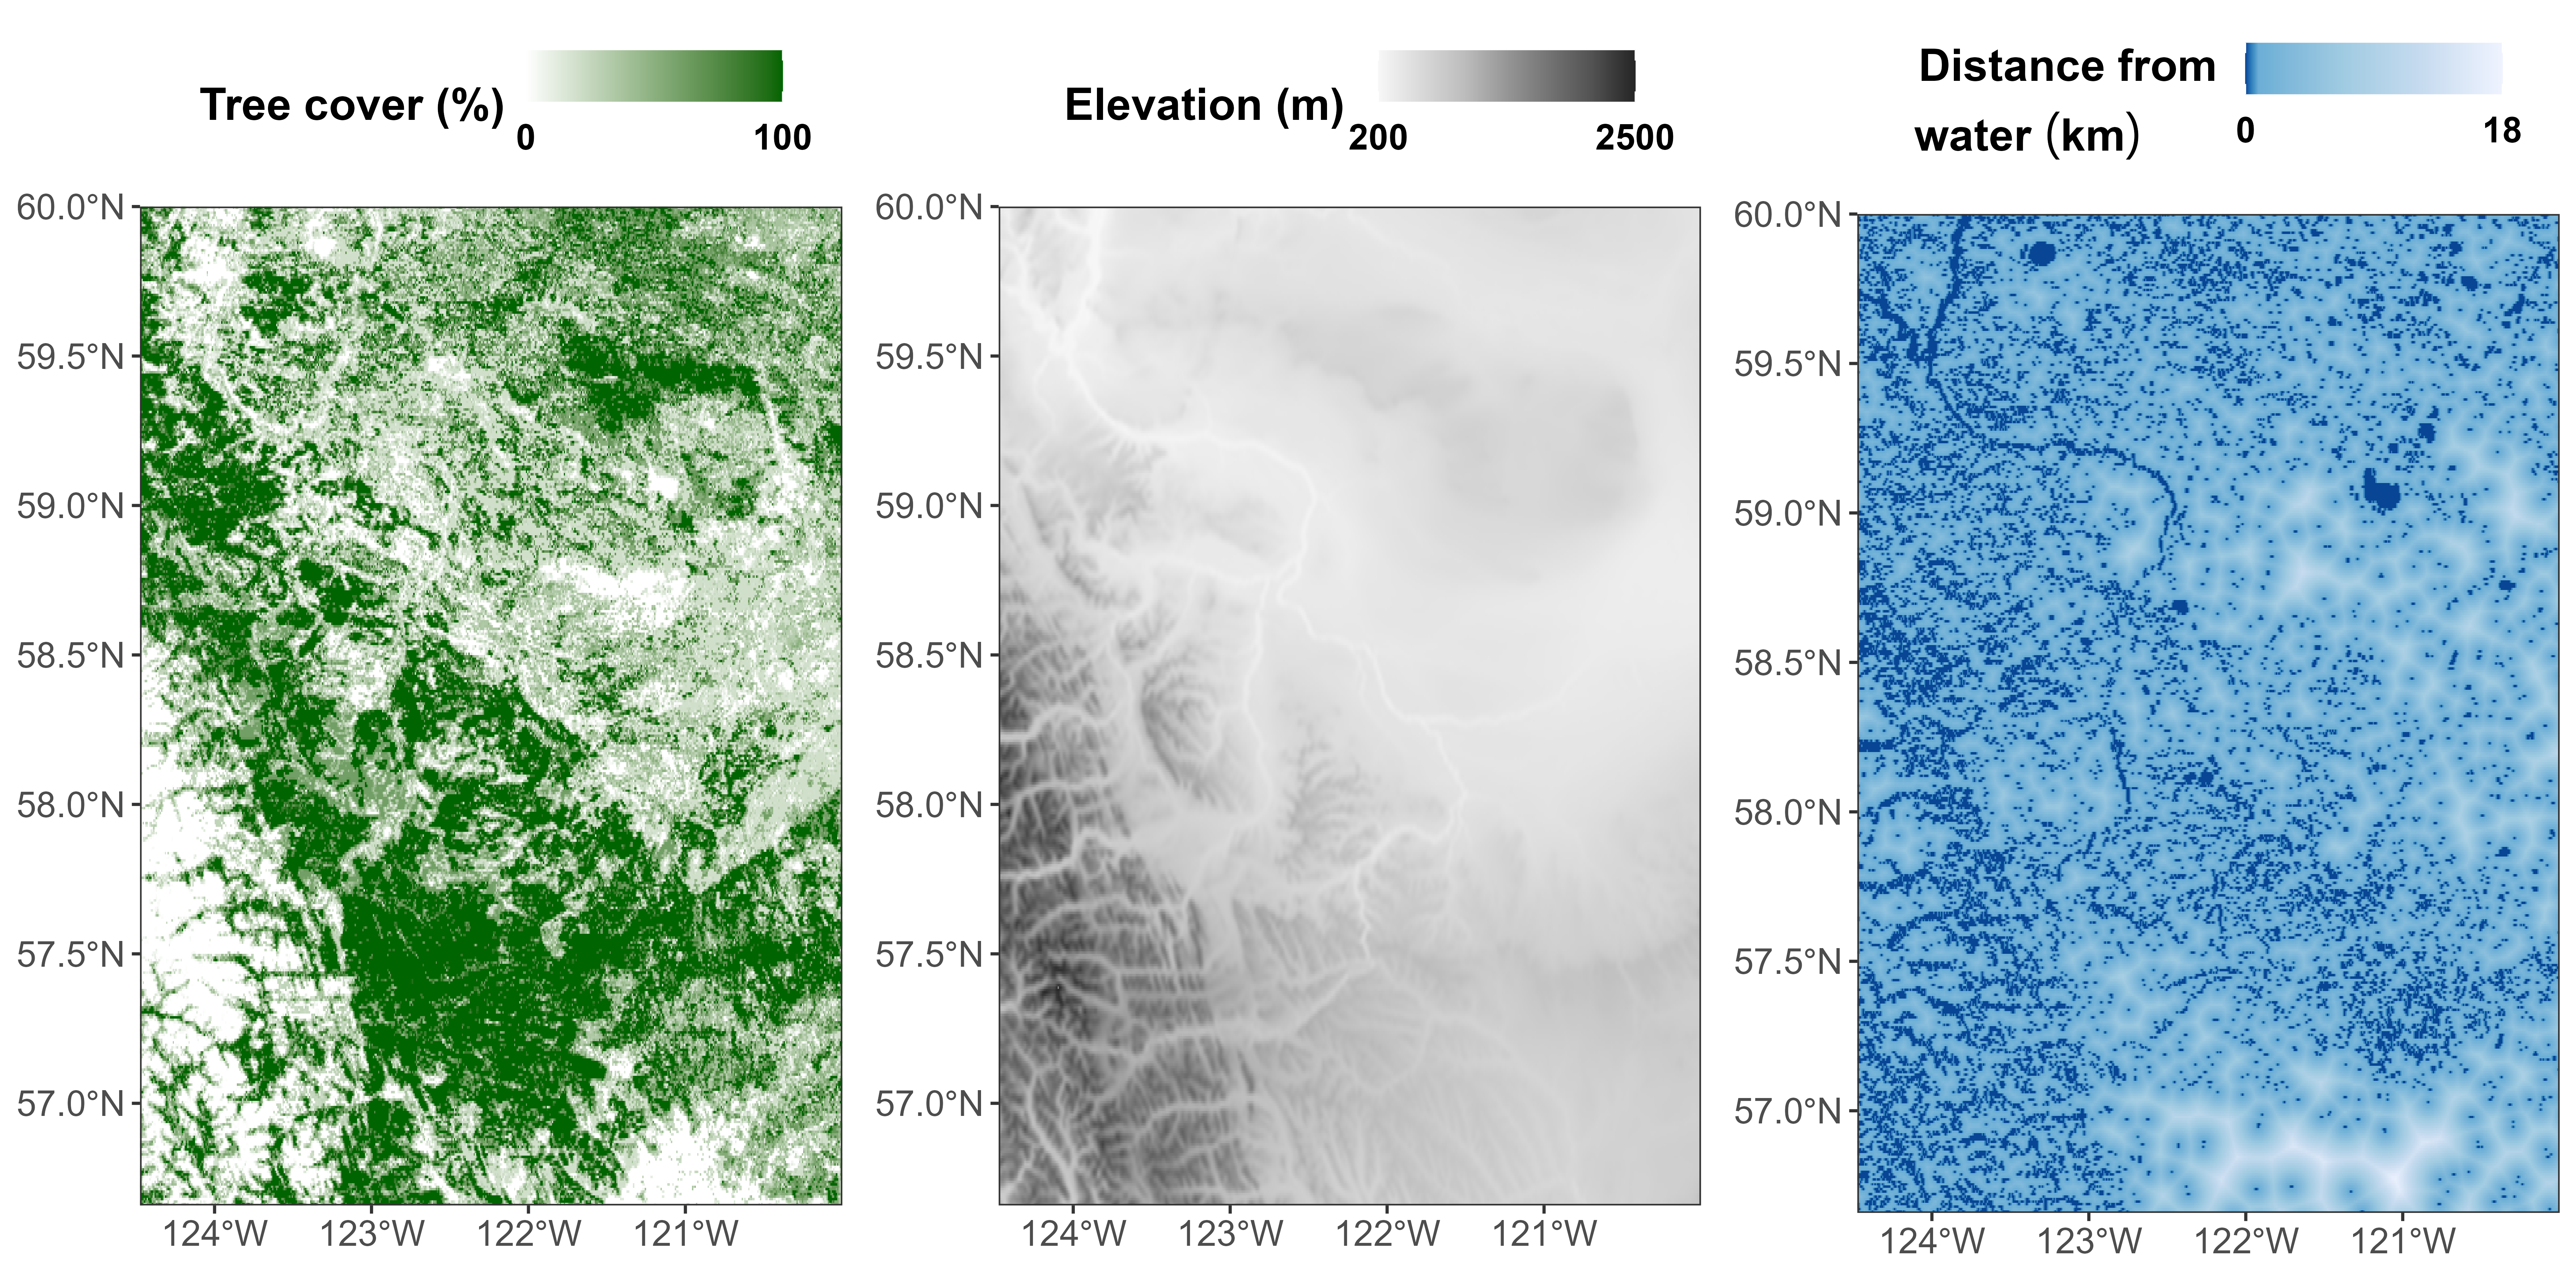 Tree cover (%)
0 100
60.0°N
59.5°N
59.0°N
58.5°N
58.0°N
57.5°N
57.0°N
124°W 123°W 122°W 121°W
Elevation (m)
200 2500
60.0°N
59.5°N
59.0°N
58.5°N
58.0°N
57.5°N
57.0°N
124°W 123°W 122°W 121°W
Distance from
water (km)
0 18
60.0°N
59.5°N
59.0°N
58.5°N
58.0°N
57.5°N
57.0°N
124°W 123°W 122°W 121°W